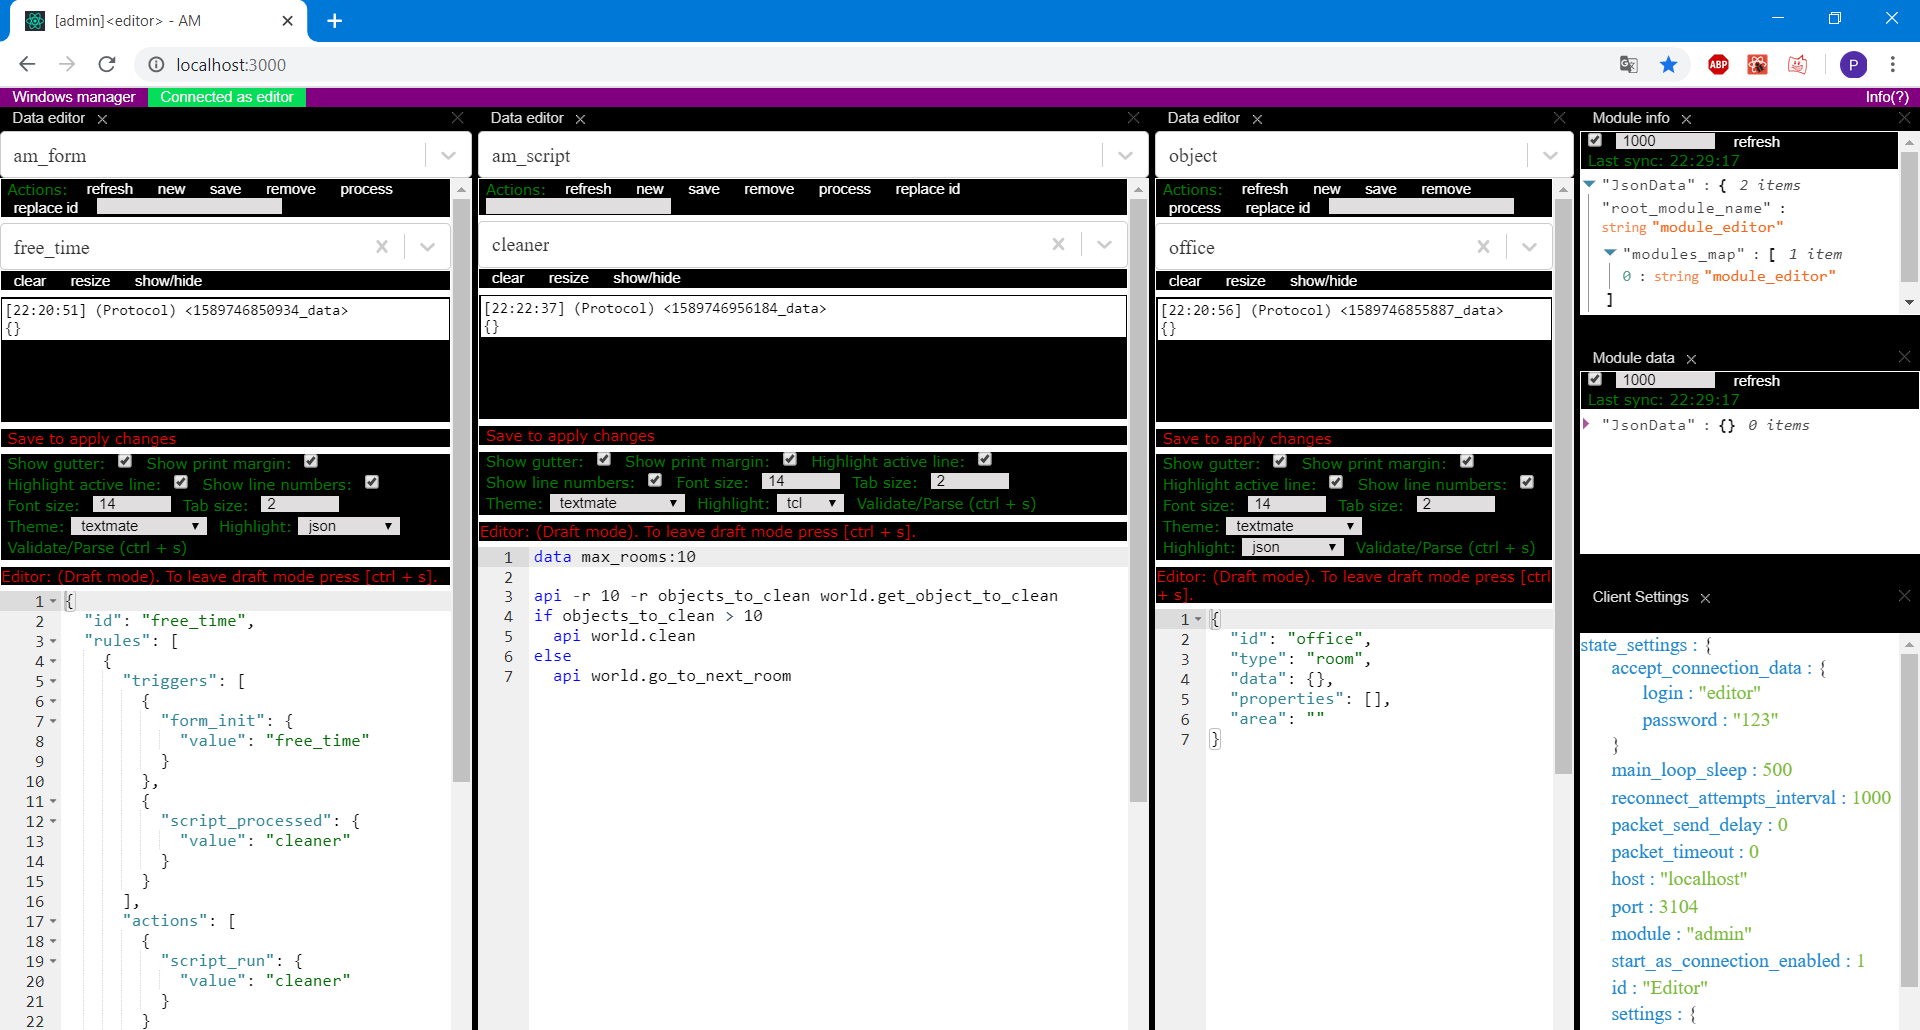 [admin]<editor> - AM
localhost:3000
ABP
P
Windows manager
Connected as editor
Info(?)
Data editor
am_form
Actions: refresh new save remove process
replace id
free_time
clear resize show/hide
[22:20:51] (Protocol) <1589746850934_data>
{}
Save to apply changes
Show gutter: Show print margin:
Highlight active line: Show line numbers:
Font size: 14 Tab size: 2
Theme: textmate Highlight: json
Validate/Parse (ctrl + s)
Editor: (Draft mode). To leave draft mode press [ctrl + s].
1 {
2 "id": "free_time",
3 "rules": [
4 {
5 "triggers": [
6 {
7 "form_init": {
8 "value": "free_time"
9 }
10 },
11 {
12 "script_processed": {
13 "value": "cleaner"
14 }
15 }
16 ],
17 "actions": [
18 {
19 "script_run": {
20 "value": "cleaner"
21 }
22 }
Data editor
am_script
Actions: refresh new save remove process replace id
cleaner
clear resize show/hide
[22:22:37] (Protocol) <1589746956184_data>
{}
Save to apply changes
Show gutter: Show print margin: Highlight active line:
Show line numbers: Font size: 14 Tab size: 2
Theme: textmate Highlight: tcl Validate/Parse (ctrl + s)
Editor: (Draft mode). To leave draft mode press [ctrl + s].
1 data max_rooms:10
2
3 api -r 10 -r objects_to_clean world.get_object_to_clean
4 if objects_to_clean > 10
5 api world.clean
6 else
7 api world.go_to_next_room
Data editor
object
Actions: refresh new save remove
process replace id
office
clear resize show/hide
[22:20:56] (Protocol) <1589746855887_data>
{}
Save to apply changes
Show gutter: Show print margin:
Highlight active line: Show line numbers:
Font size: 14 Tab size: 2
Theme: textmate
Highlight: json Validate/Parse (ctrl + s)
Editor: (Draft mode). To leave draft mode press [ctrl
+ s].
1 {
2 "id": "office",
3 "type": "room",
4 "data": {},
5 "properties": [],
6 "area": ""
7 }
Module info
1000 refresh
Last sync: 22:29:17
"JsonData" : { 2 items
"root_module_name" :
string "module_editor"
"modules_map" : [ 1 item
0 : string "module_editor"
]
Module data
1000 refresh
Last sync: 22:29:17
"JsonData" : {} 0 items
Client Settings
state_settings : {
accept_connection_data : {
login : "editor"
password : "123"
}
main_loop_sleep : 500
reconnect_attempts_interval : 1000
packet_send_delay : 0
packet_timeout : 0
host : "localhost"
port : 3104
module : "admin"
start_as_connection_enabled : 1
id : "Editor"
settings : {